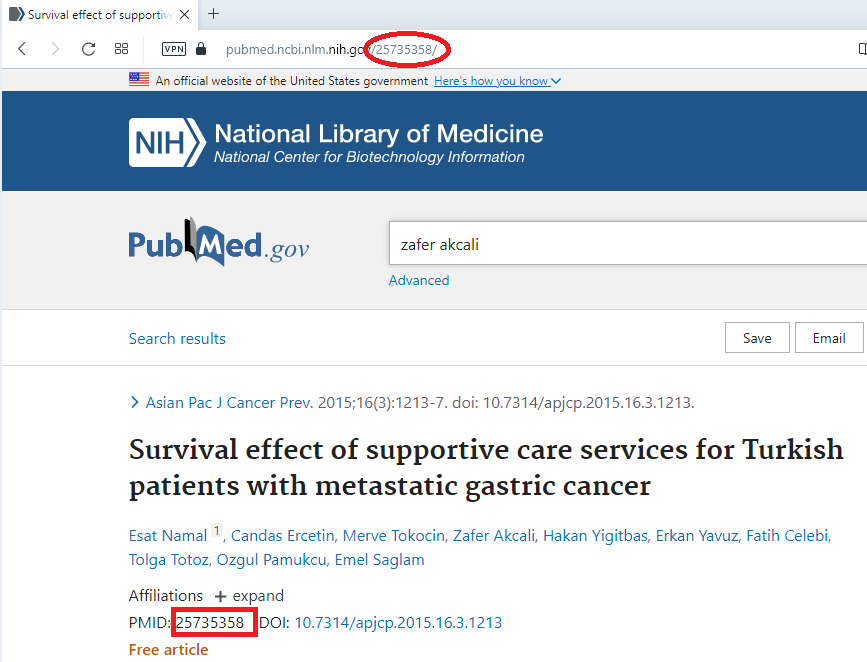 Survival effect of supportive
VPN pubmed.ncbi.nlm.nih.gov/25735358/
An official website of the United States government Here's how you know
NIH National Library of Medicine
National Center for Biotechnology Information
PubMed.gov
zafer akcali
Advanced
Search results
Save Email
Asian Pac J Cancer Prev. 2015;16(3):1213-7. doi: 10.7314/apjcp.2015.16.3.1213.
Survival effect of supportive care services for Turkish
patients with metastatic gastric cancer
Esat Namal 1, Candas Ercetin, Merve Tokocin, Zafer Akcali, Hakan Yigitbas, Erkan Yavuz, Fatih Celebi,
Tolga Totoz, Ozgul Pamukcu, Emel Saglam
Affiliations + expand
PMID: 25735358 DOI: 10.7314/apjcp.2015.16.3.1213
Free article